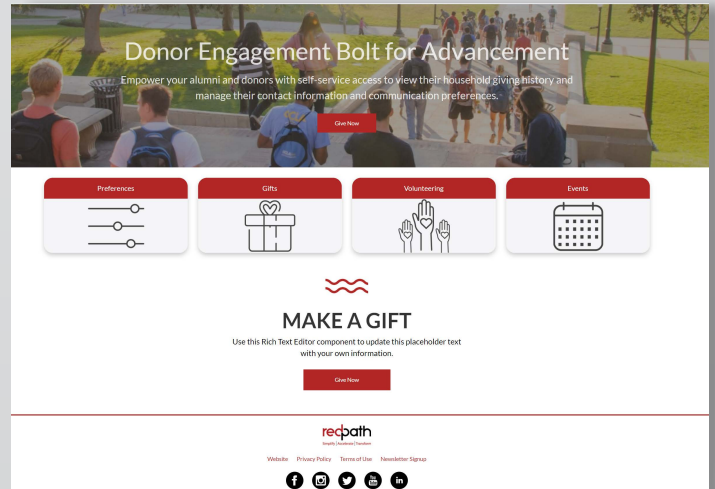 Donor Engagement Bolt for Advancement
Empower your alumni and donors with self-service access to view their household giving history and
manage their contact information and communication preferences.
Give Now
Preferences
Gifts
Volunteering
Events
MAKE A GIFT
Use this Rich Text Editor component to update this placeholder text
with your own information.
Give Now
redpath
Simplify | Accelerate | Transform
Website Privacy Policy Terms of Use Newsletter Signup
f You Tube in